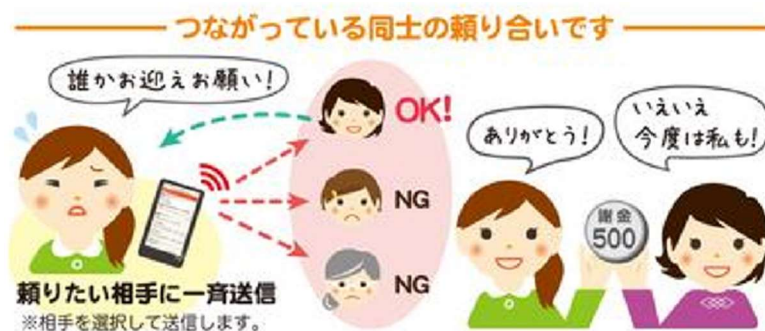 つながっている同士の頼り合いです
誰かお迎えお願い!
OK!
NG
NG
頼りたい相手に一斉送信
※相手を選択して送信します。
ありがとう!
いえいえ
今度は私も!
謝金
500